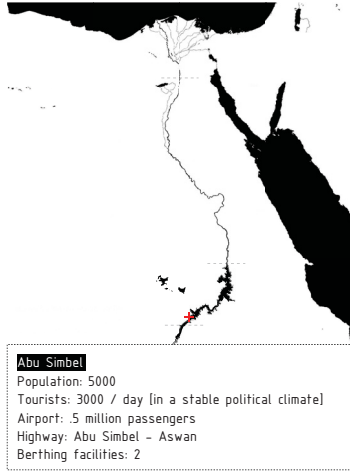 Abu Simbel
Population: 5000
Tourists: 3000 / day [in a stable political climate]
Airport: .5 million passengers
Highway: Abu Simbel - Aswan
Berthing facilities: 2